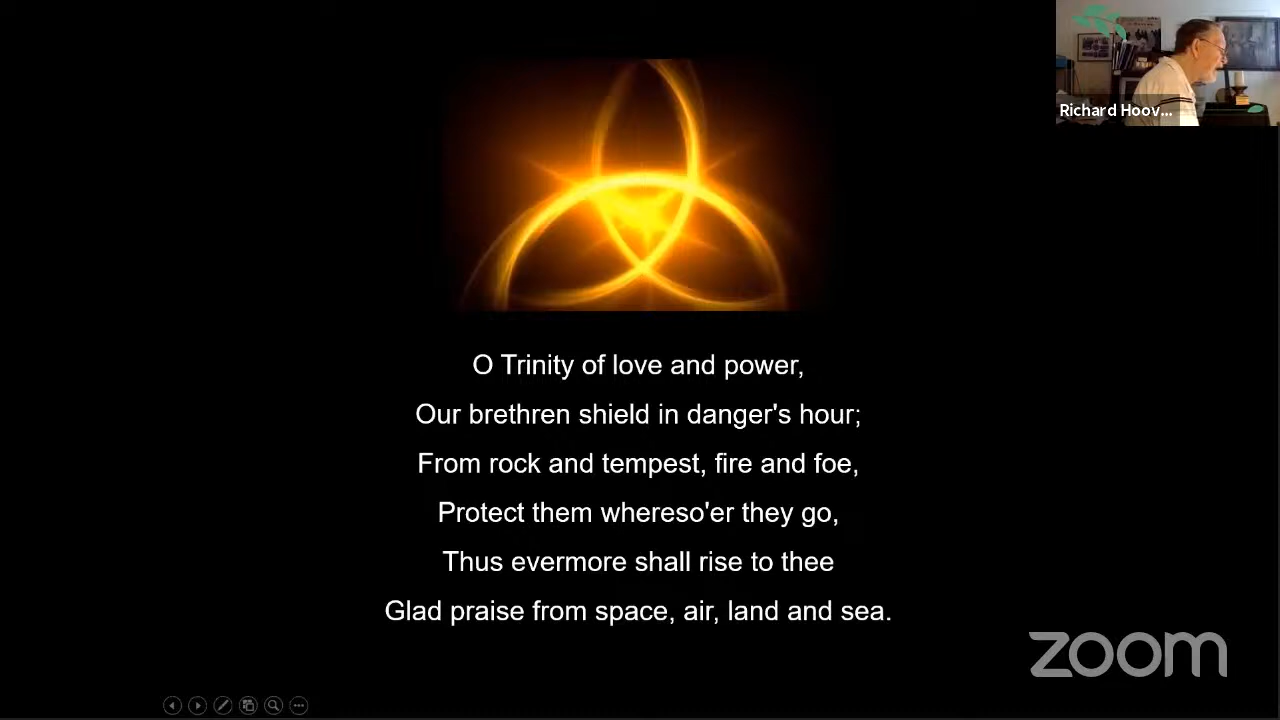 Richard Hoov...
O Trinity of love and power,
Our brethren shield in danger's hour;
From rock and tempest, fire and foe,
Protect them whereso'er they go,
Thus evermore shall rise to thee
Glad praise from space, air, land and sea.
zoom